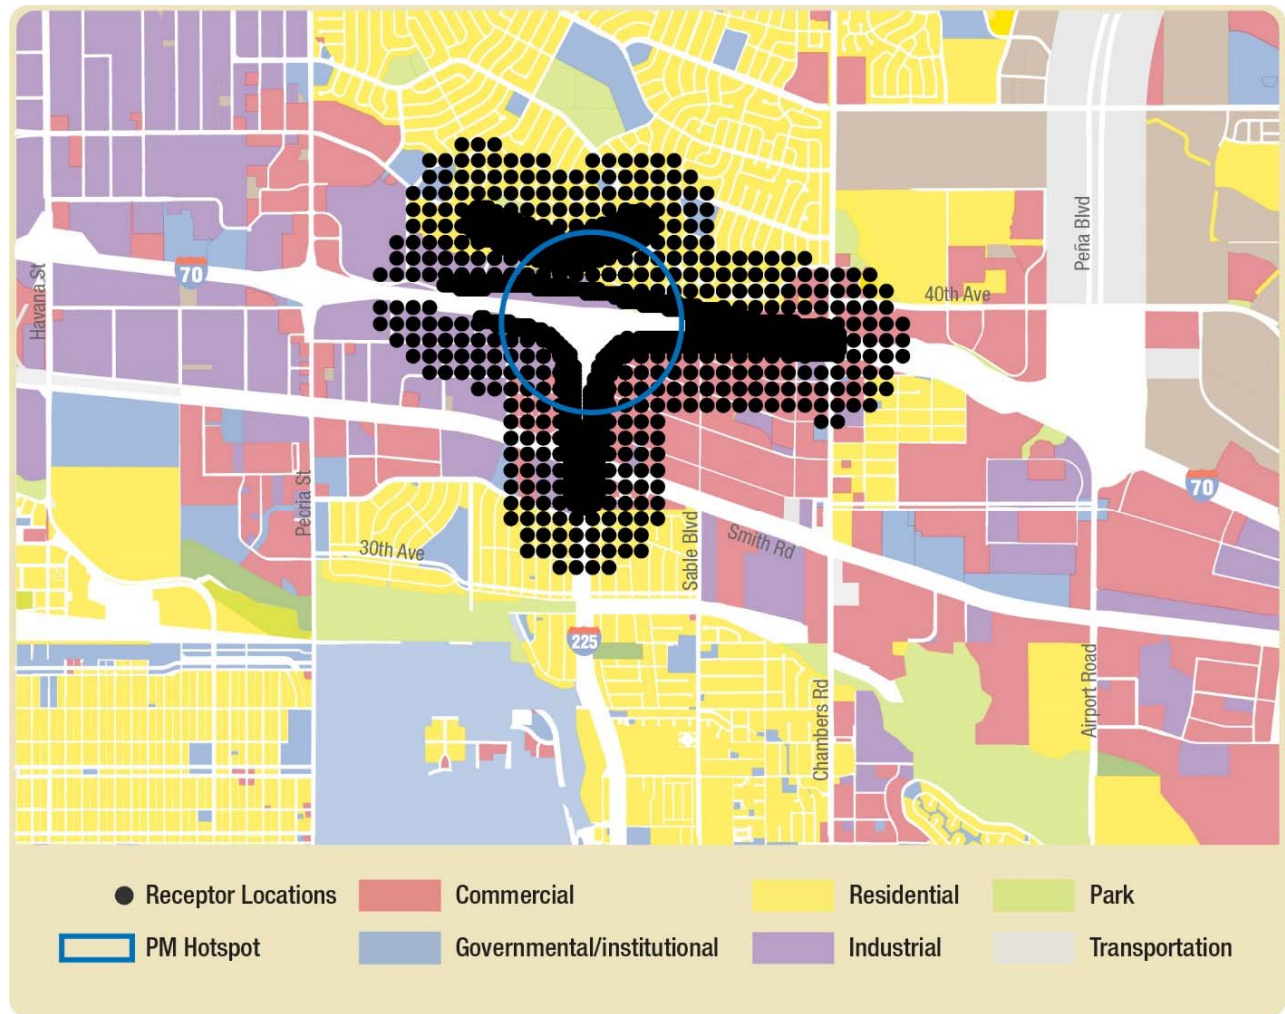 Havana St
70
Peoria St
30th Ave
225
Sable Blvd
Smith Rd
Chambers Rd
40th Ave
Peña Blvd
70
Airport Road
Receptor Locations
Commercial
Residential
Park
PM Hotspot
Governmental/institutional
Industrial
Transportation